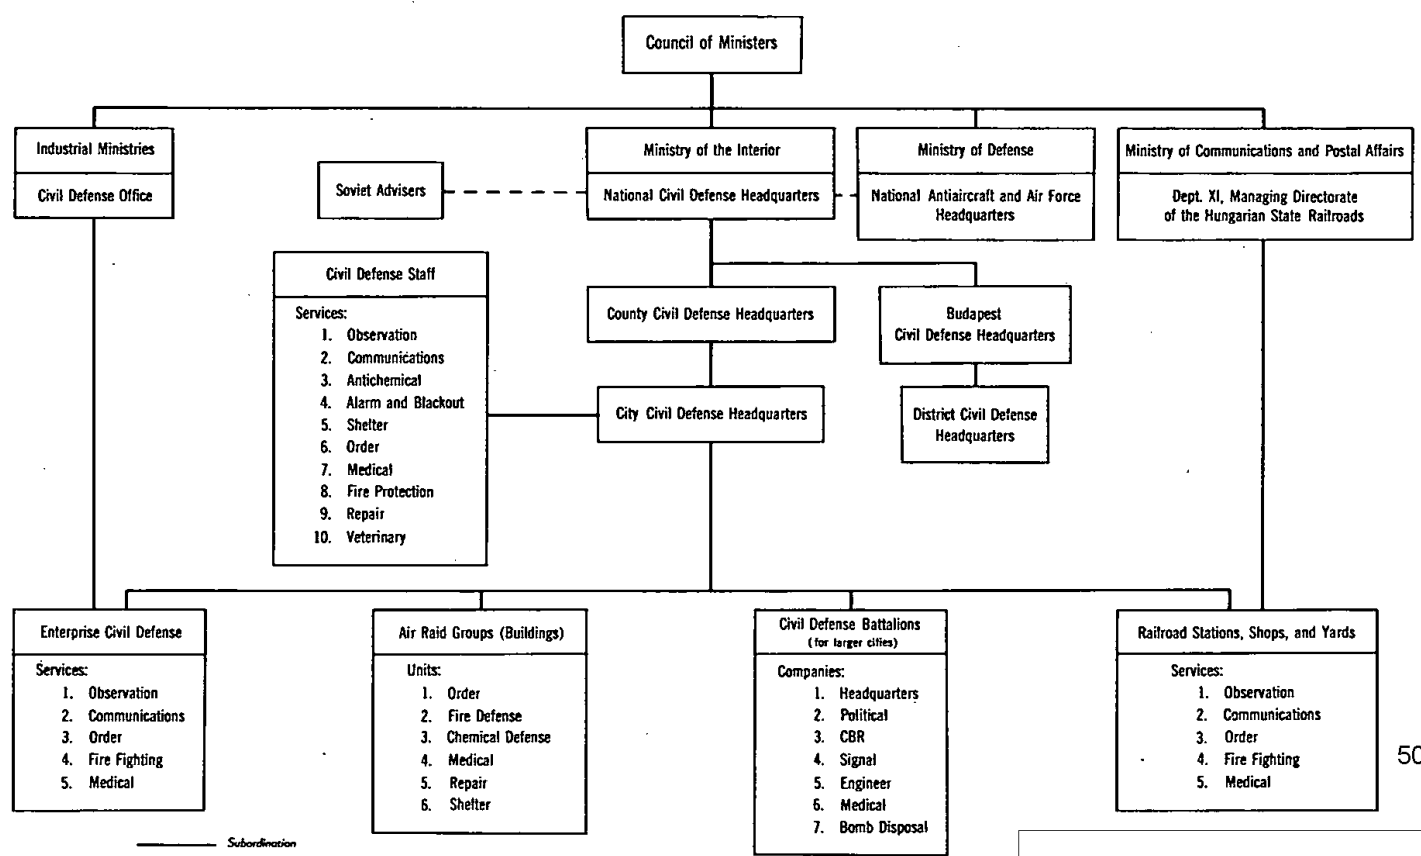 Council of Ministers
Industrial Ministries
Civil Defense Office
Soviet Advisers
Ministry of the Interior
National Civil Defense Headquarters
Ministry of Defense
National Antiaircraft and Air Force
Headquarters
Ministry of Communications and Postal Affairs
Dept. XI, Managing Directorate
of the Hungarian State Railroads
Civil Defense Staff
Services:
1. Observation
2. Communications
3. Antichemical
4. Alarm and Blackout
5. Shelter
6. Order
7. Medical
8. Fire Protection
9. Repair
10. Veterinary
County Civil Defense Headquarters
Budapest
Civil Defense Headquarters
City Civil Defense Headquarters
District Civil Defense
Headquarters
Enterprise Civil Defense
Services:
1. Observation
2. Communications
3. Order
4. Fire Fighting
5. Medical
Air Raid Groups (Buildings)
Units:
1. Order
2. Fire Defense
3. Chemical Defense
4. Medical
5. Repair
6. Shelter
Civil Defense Battalions
(for larger cities)
Companies:
1. Headquarters
2. Political
3. CBR
4. Signal
5. Engineer
6. Medical
7. Bomb Disposal
Railroad Stations, Shops, and Yards
Services:
1. Observation
2. Communications
3. Order
4. Fire Fighting
5. Medical
50
Subordination